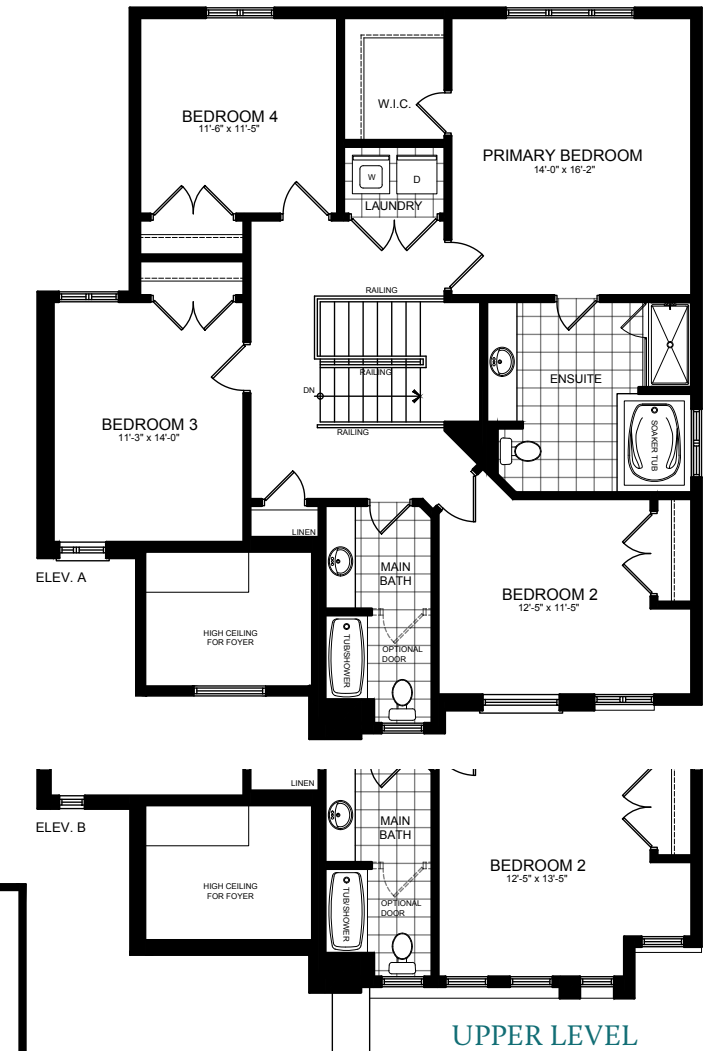 BEDROOM 4
11'-6" x 11'-5"
W.I.C.
PRIMARY BEDROOM
14'-0" x 16'-2"
W
D
LAUNDRY
RAILING
RAILING
DN
RAILING
ENSUITE
SOAKER TUB
BEDROOM 3
11'-3" x 14'-0"
LINEN
ELEV. A
MAIN
BATH
BEDROOM 2
12'-5" x 11'-5"
HIGH CEILING
FOR FOYER
TUB/SHOWER
OPTIONAL
DOOR
LINEN
ELEV. B
MAIN
BATH
BEDROOM 2
12'-5" x 13'-5"
HIGH CEILING
FOR FOYER
TUB/SHOWER
OPTIONAL
DOOR
UPPER LEVEL